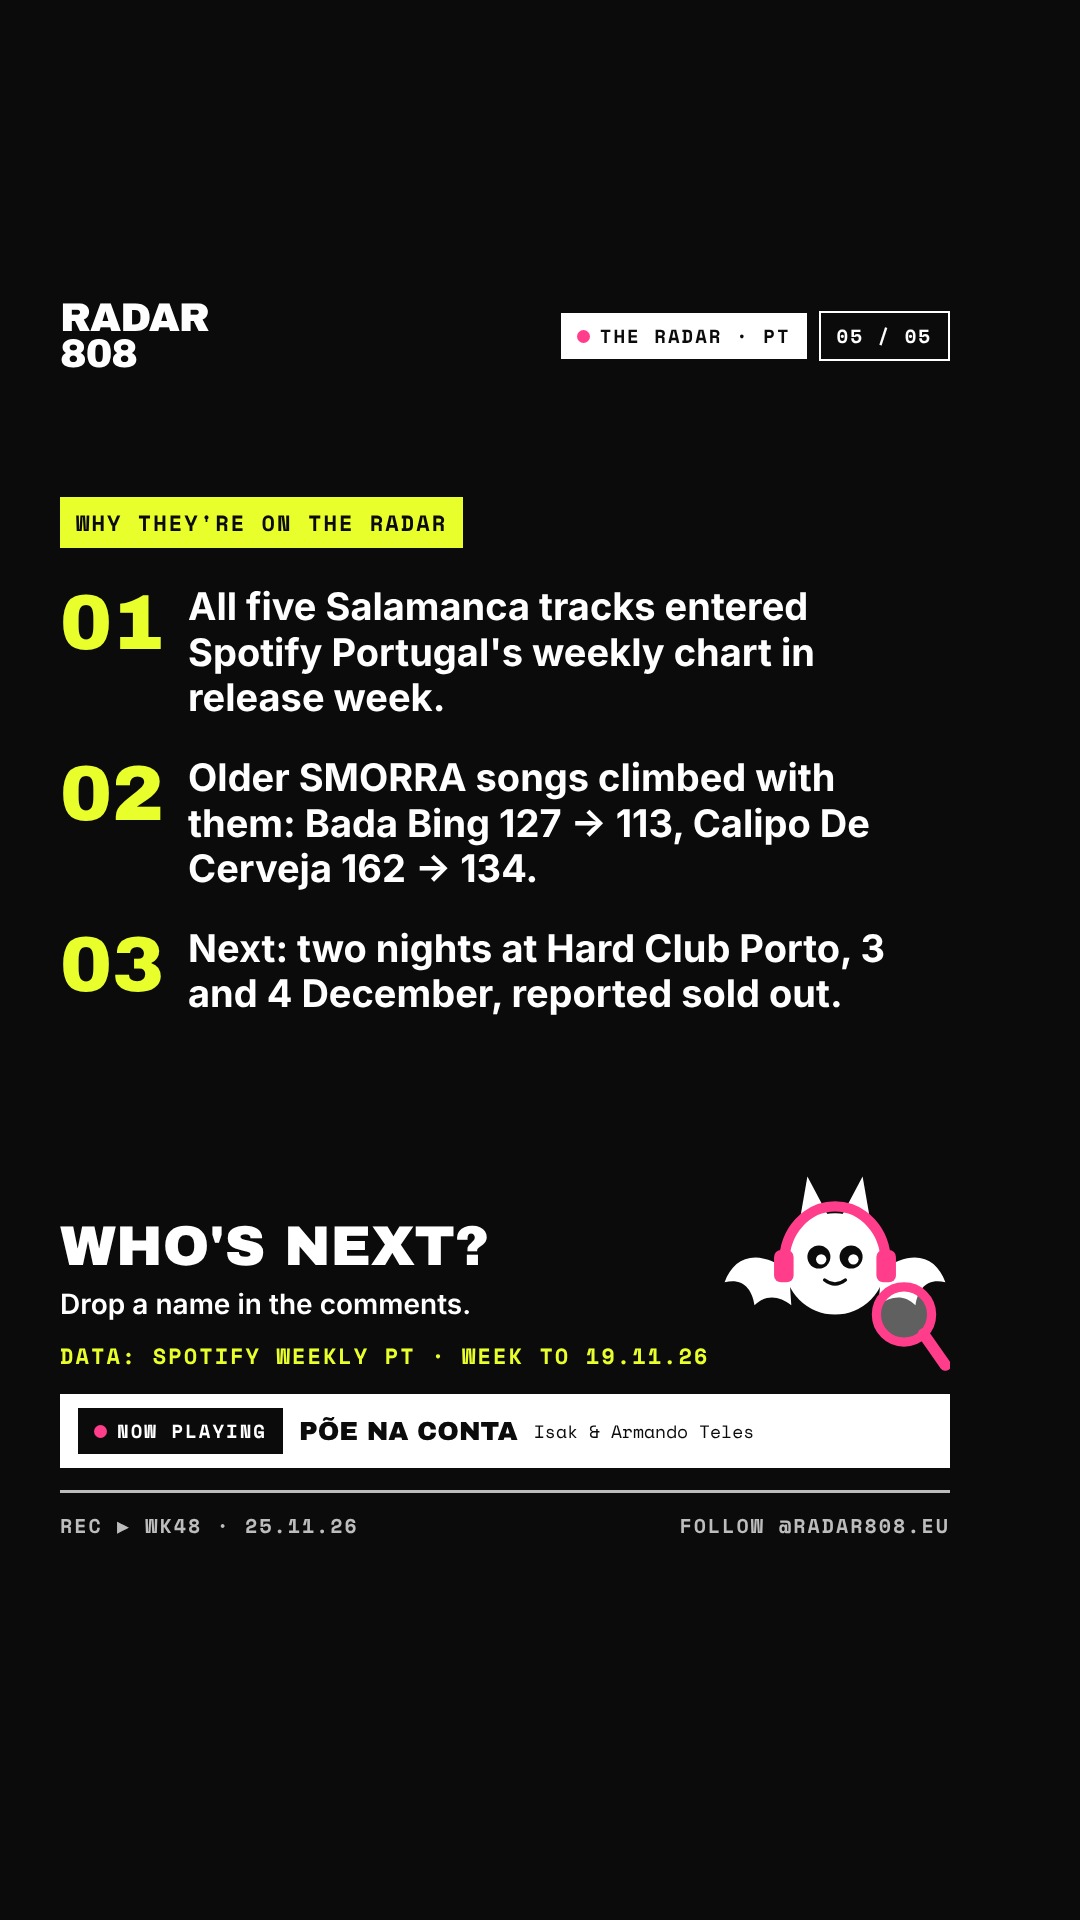 RADAR
808
THE RADAR · PT
05 / 05
WHY THEY'RE ON THE RADAR
01
All five Salamanca tracks entered
Spotify Portugal's weekly chart in
release week.
02
Older SMORRA songs climbed with
them: Bada Bing 127 → 113, Calipo De
Cerveja 162 → 134.
03
Next: two nights at Hard Club Porto, 3
and 4 December, reported sold out.
WHO'S NEXT?
Drop a name in the comments.
DATA: SPOTIFY WEEKLY PT · WEEK TO 19.11.26
NOW PLAYING PÕE NA CONTA Isak & Armando Teles
REC ▶ WK48 · 25.11.26
FOLLOW @RADAR808.EU